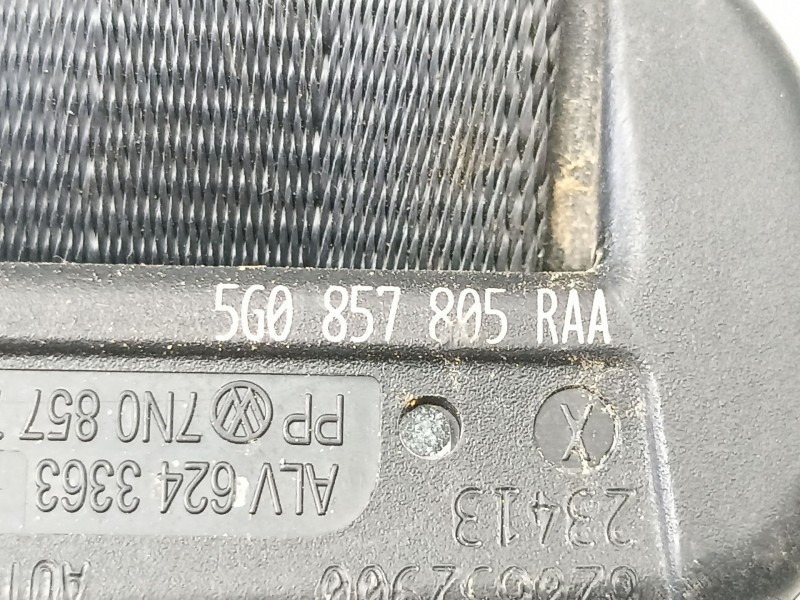 5G0 857 805 RAA
PP 7N0 857
ALV 624 3363
X
23413